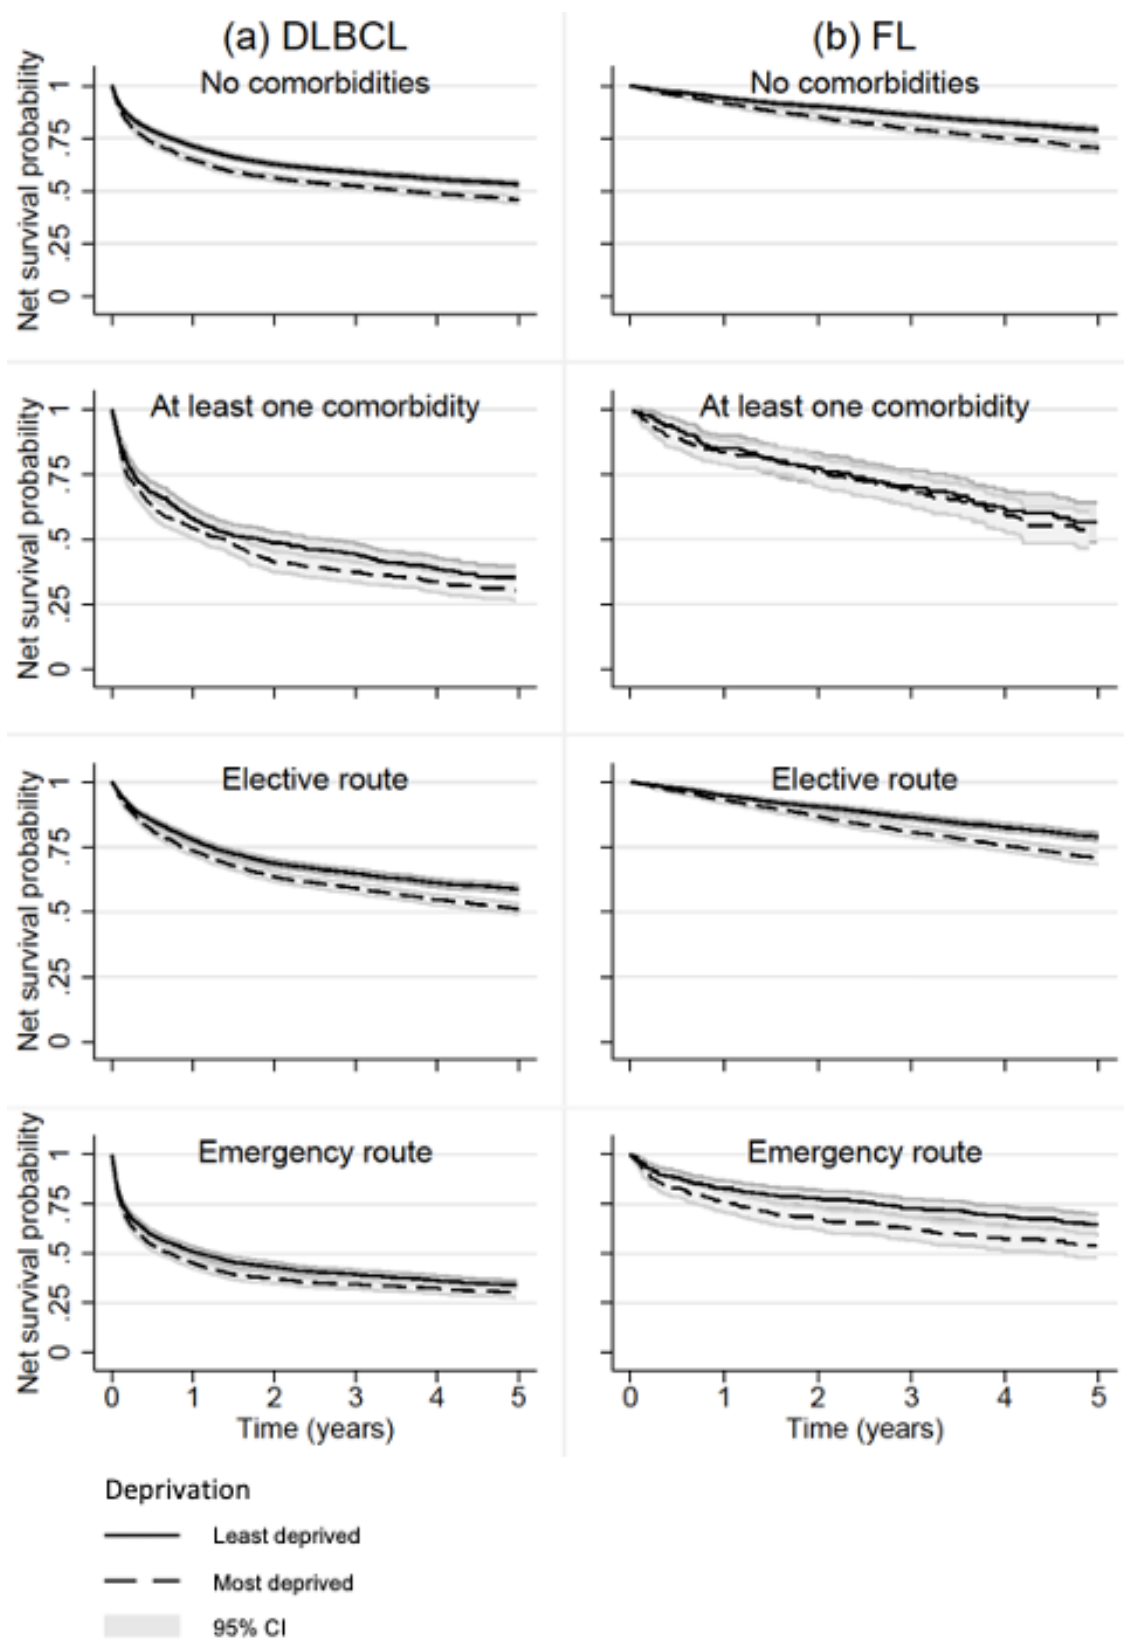 (a) DLBCL
(b) FL
No comorbidities
No comorbidities
Net survival probability
1
.75
.5
.25
0
At least one comorbidity
At least one comorbidity
Net survival probability
1
.75
.5
.25
0
Elective route
Elective route
Net survival probability
1
.75
.5
.25
0
Emergency route
Emergency route
Net survival probability
1
.75
.5
.25
0
0 1 2 3 4 5
0 1 2 3 4 5
Time (years)
Time (years)
Deprivation
Least deprived
Most deprived
95% CI